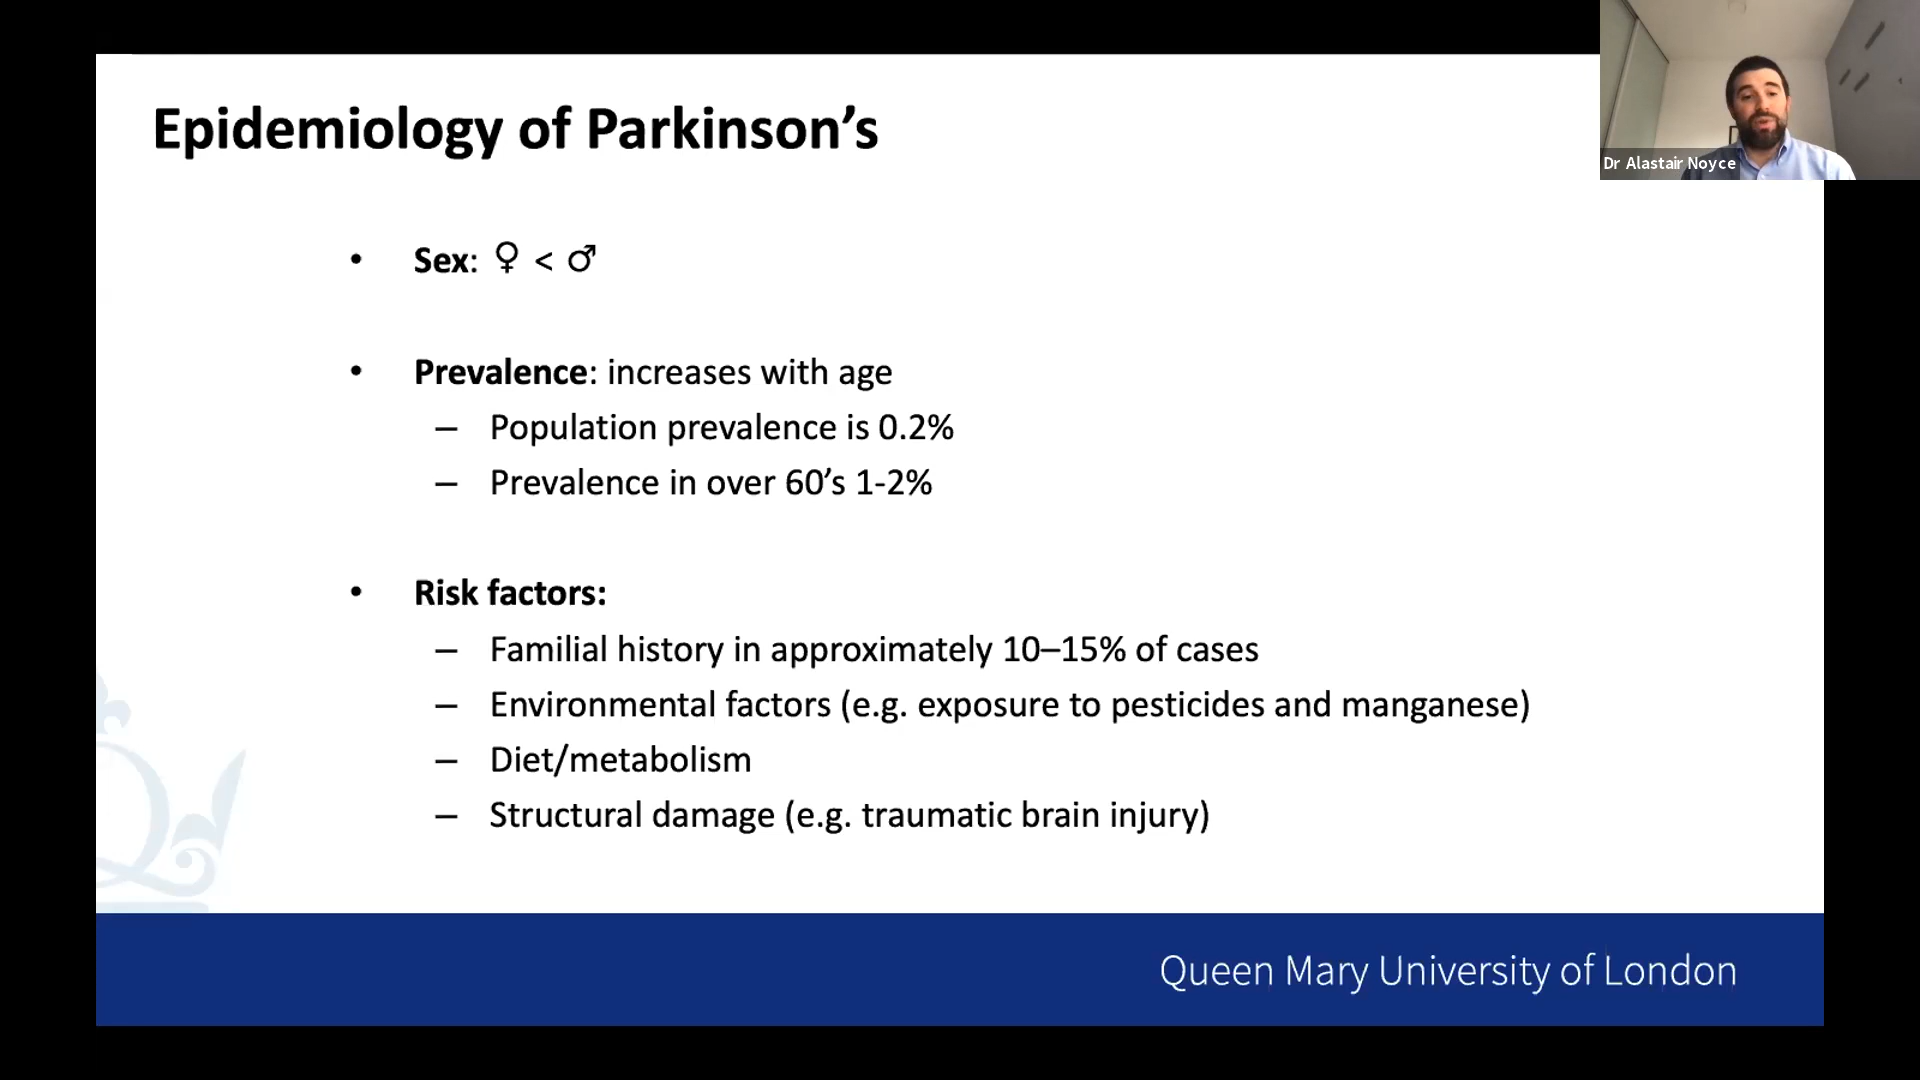 Epidemiology of Parkinson’s
Dr Alastair Noyce
• Sex: ♀ < ♂
• Prevalence: increases with age
– Population prevalence is 0.2%
– Prevalence in over 60’s 1-2%
• Risk factors:
– Familial history in approximately 10–15% of cases
– Environmental factors (e.g. exposure to pesticides and manganese)
– Diet/metabolism
– Structural damage (e.g. traumatic brain injury)
Queen Mary University of London